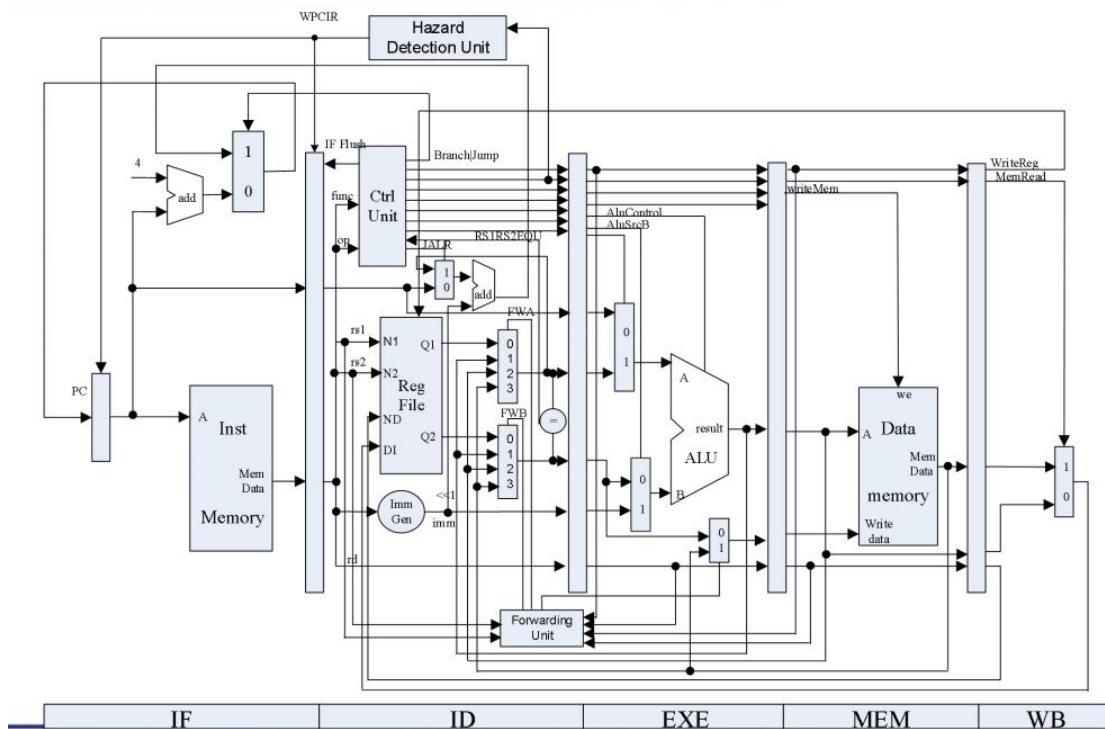 WPCIR
Hazard
Detection Unit
4
add
1
0
IF Flush
Branch|Jump
func
Ctrl
Unit
op
RS1RS2EQU
JALR
1
0
add
AluControl
AluSrcB
writeMem
WriteReg
MemRead
PC
A
Inst
Mem
Data
Memory
rs1
rs2
N1
N2
ND
DI
Q1
Q2
Reg
File
FWA
0
1
2
3
=
FWB
0
1
2
3
<<1
Imm
Gen
imm
rd
0
1
0
1
A
B
result
ALU
0
1
we
A
Data
Mem
Data
memory
Write
data
1
0
Forwarding
Unit
IF
ID
EXE
MEM
WB